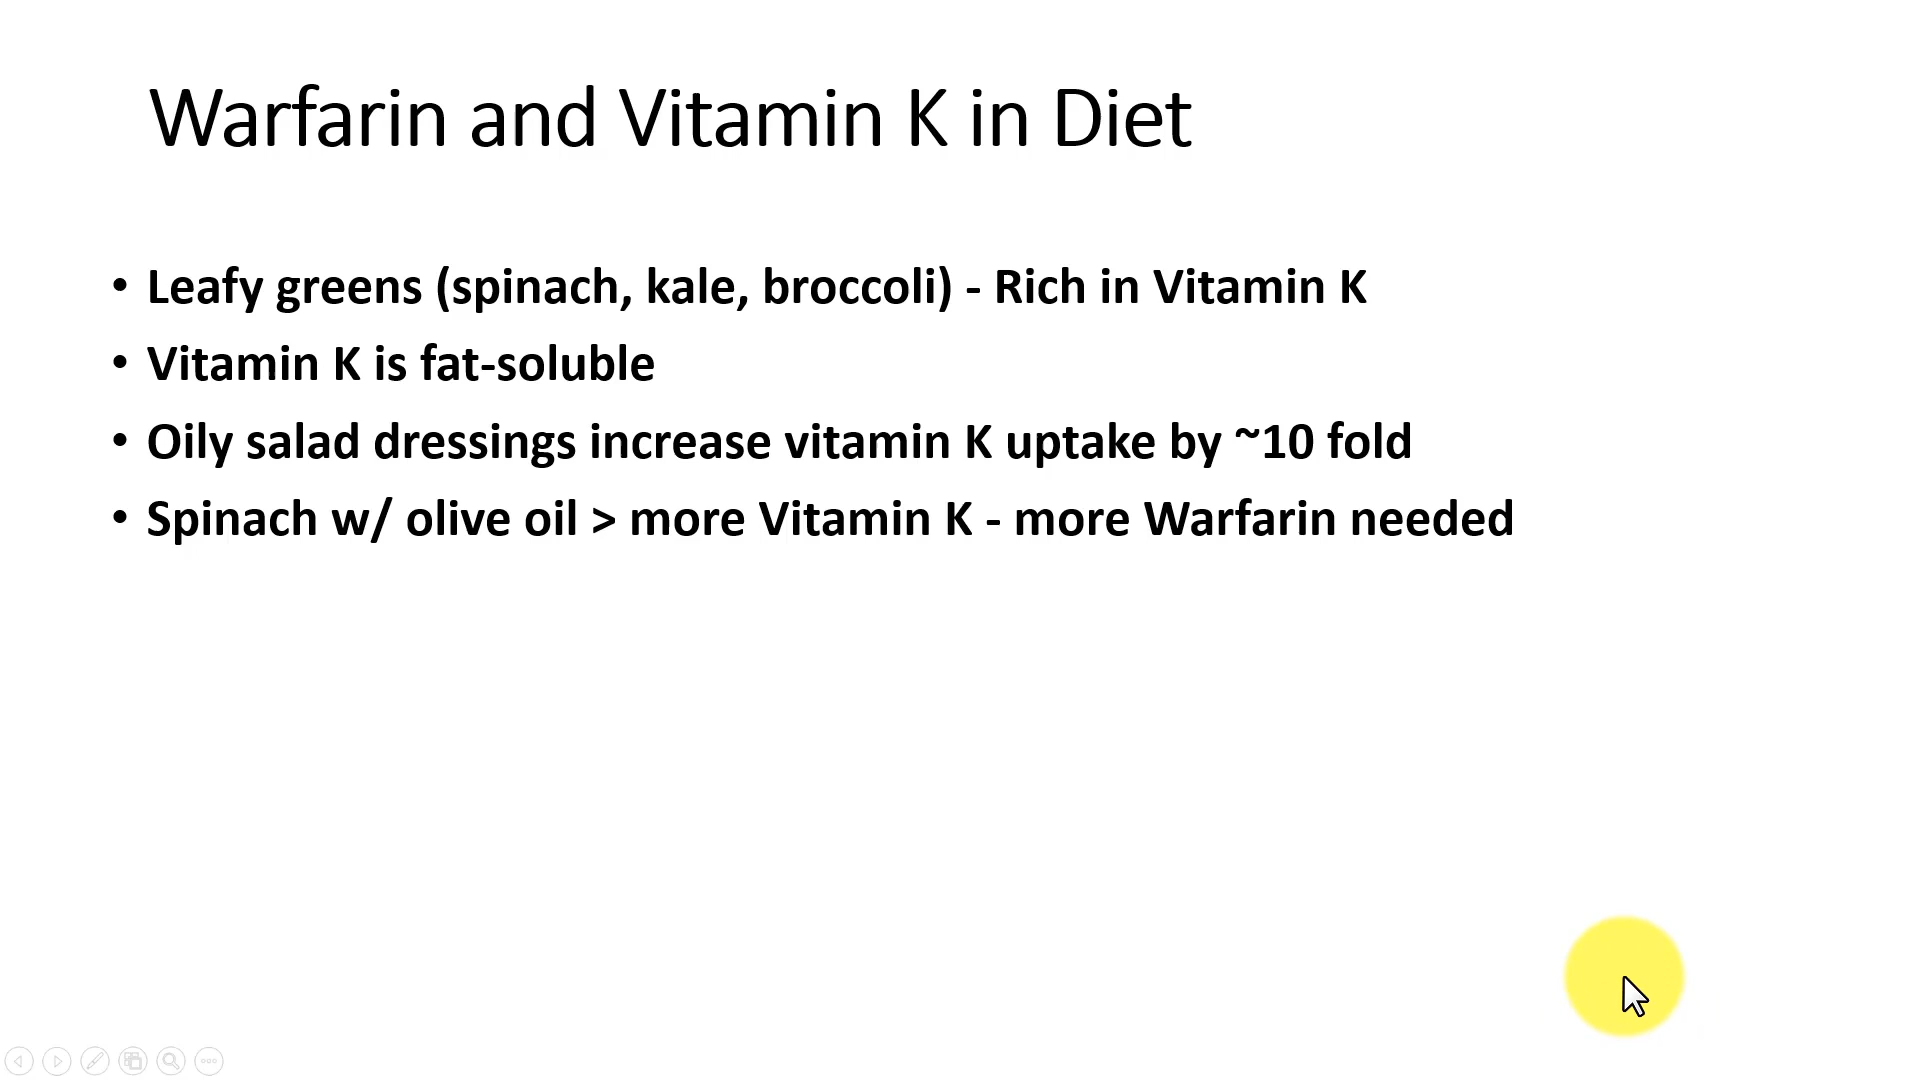 Warfarin and Vitamin K in Diet
• Leafy greens (spinach, kale, broccoli) - Rich in Vitamin K
• Vitamin K is fat-soluble
• Oily salad dressings increase vitamin K uptake by ~10 fold
• Spinach w/ olive oil > more Vitamin K - more Warfarin needed